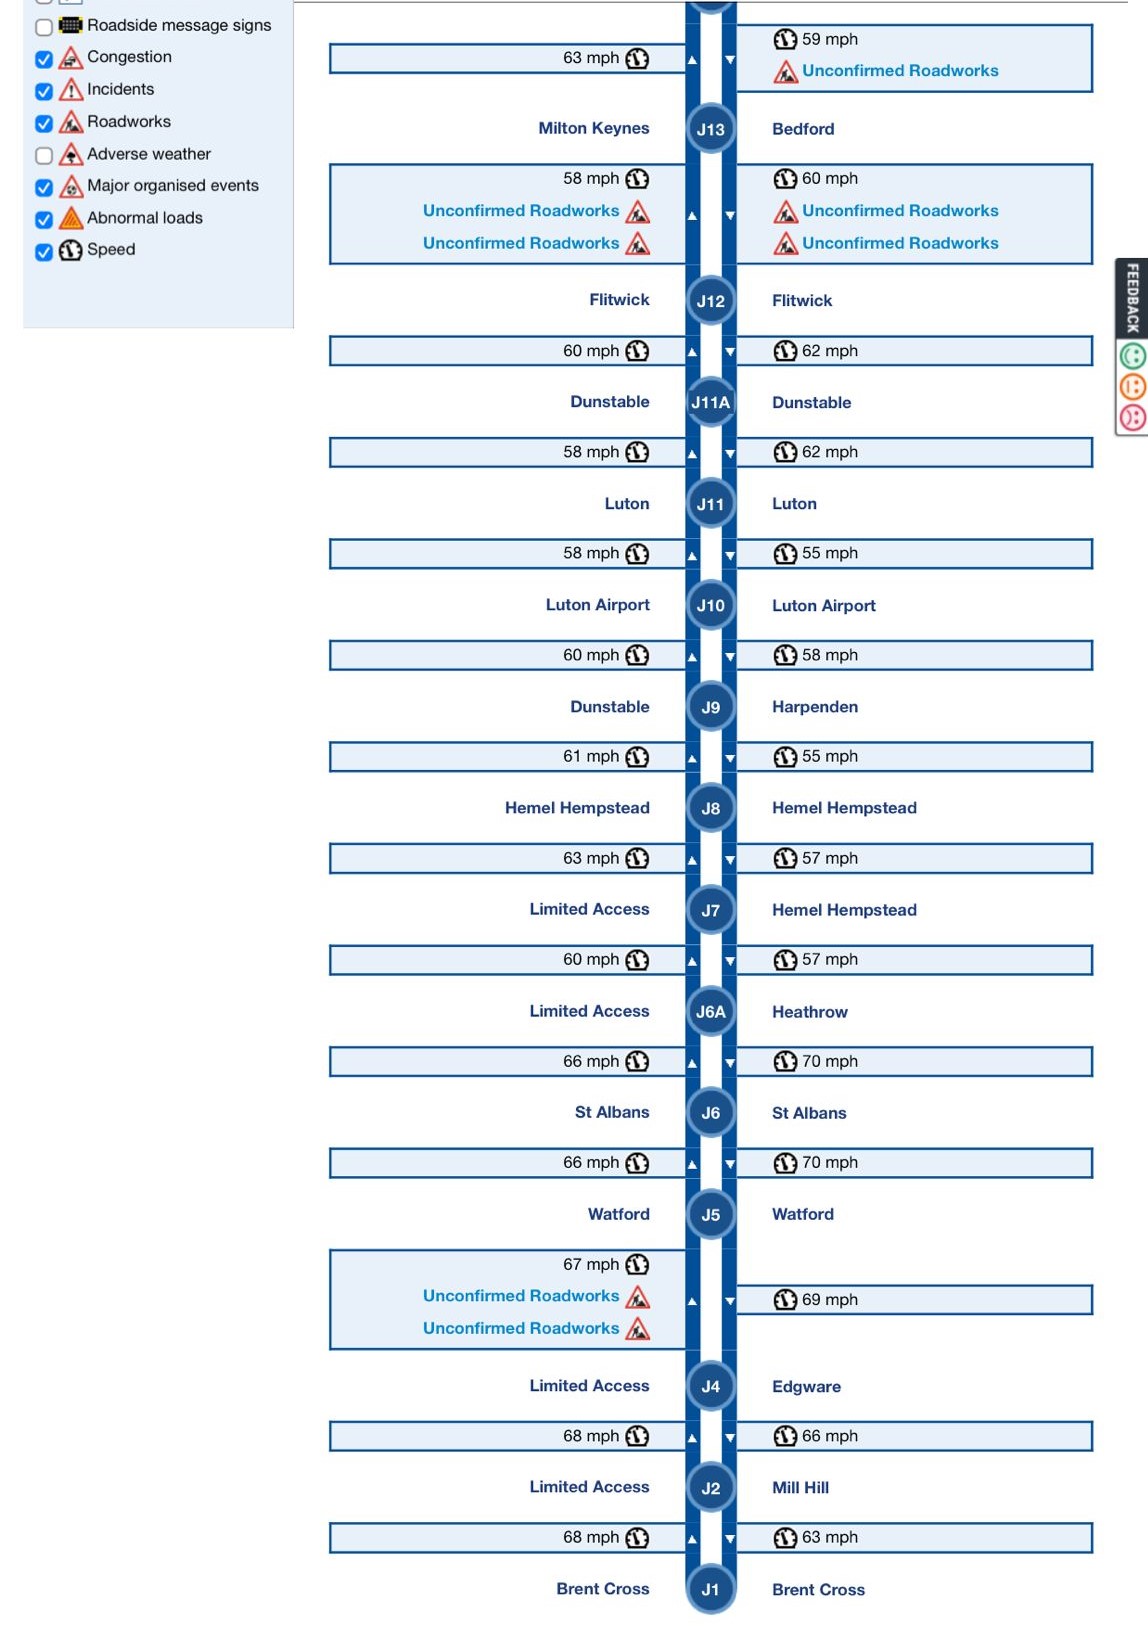 Roadside message signs
Congestion
Incidents
Roadworks
Adverse weather
Major organised events
Abnormal loads
Speed
63 mph
59 mph
Unconfirmed Roadworks
Milton Keynes J13 Bedford
58 mph 60 mph
Unconfirmed Roadworks Unconfirmed Roadworks
Unconfirmed Roadworks Unconfirmed Roadworks
Flitwick J12 Flitwick
60 mph 62 mph
Dunstable J11A Dunstable
58 mph 62 mph
Luton J11 Luton
58 mph 55 mph
Luton Airport J10 Luton Airport
60 mph 58 mph
Dunstable J9 Harpenden
61 mph 55 mph
Hemel Hempstead J8 Hemel Hempstead
63 mph 57 mph
Limited Access J7 Hemel Hempstead
60 mph 57 mph
Limited Access J6A Heathrow
66 mph 70 mph
St Albans J6 St Albans
66 mph 70 mph
Watford J5 Watford
67 mph
Unconfirmed Roadworks
Unconfirmed Roadworks
69 mph
Limited Access J4 Edgware
68 mph 66 mph
Limited Access J2 Mill Hill
68 mph 63 mph
Brent Cross J1 Brent Cross
FEEDBACK